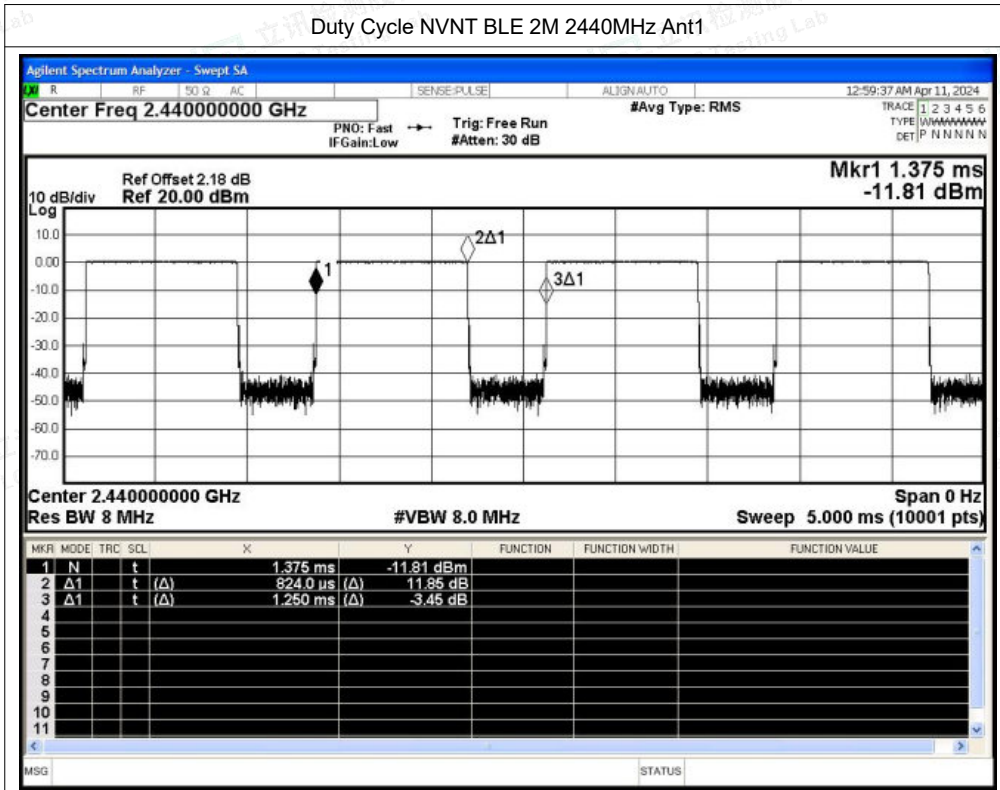 Duty Cycle NVNT BLE 2M 2440MHz Ant1
Agilent Spectrum Analyzer - Swept SA
LXI R RF 50 Ω AC SENSE:PULSE ALIGN AUTO 12:59:37 AM Apr 11, 2024
Center Freq 2.440000000 GHz #Avg Type: RMS TRACE 1 2 3 4 5 6
PNO: Fast Trig: Free Run TYPE
IFGain:Low #Atten: 30 dB DET P N N N N N
Mkr1 1.375 ms
Ref Offset 2.18 dB
10 dB/div Ref 20.00 dBm -11.81 dBm
Log
10.0
2Δ1
0.00
1
3Δ1
-10.0
-20.0
-30.0
-40.0
-50.0
-60.0
-70.0
Center 2.440000000 GHz Span 0 Hz
Res BW 8 MHz #VBW 8.0 MHz Sweep 5.000 ms (10001 pts)
MKR MODE TRC SCL X Y FUNCTION FUNCTION WIDTH FUNCTION VALUE
1 N t 1.375 ms -11.81 dBm
2 Δ1 t (Δ) 824.0 µs (Δ) 11.85 dB
3 Δ1 t (Δ) 1.250 ms (Δ) -3.45 dB
4
5
6
7
8
9
10
11
MSG STATUS